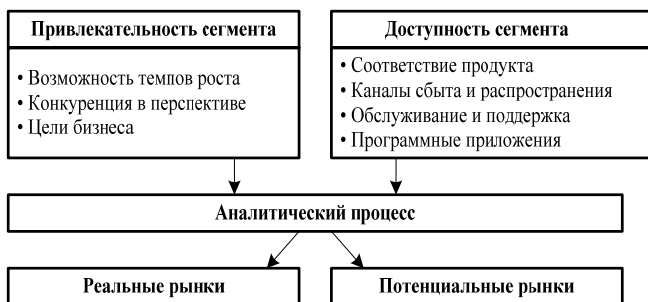 Привлекательность сегмента
• Возможность темпов роста
• Конкуренция в перспективе
• Цели бизнеса
Доступность сегмента
• Соответствие продукта
• Каналы сбыта и распространения
• Обслуживание и поддержка
• Программные приложения
Аналитический процесс
Реальные рынки
Потенциальные рынки